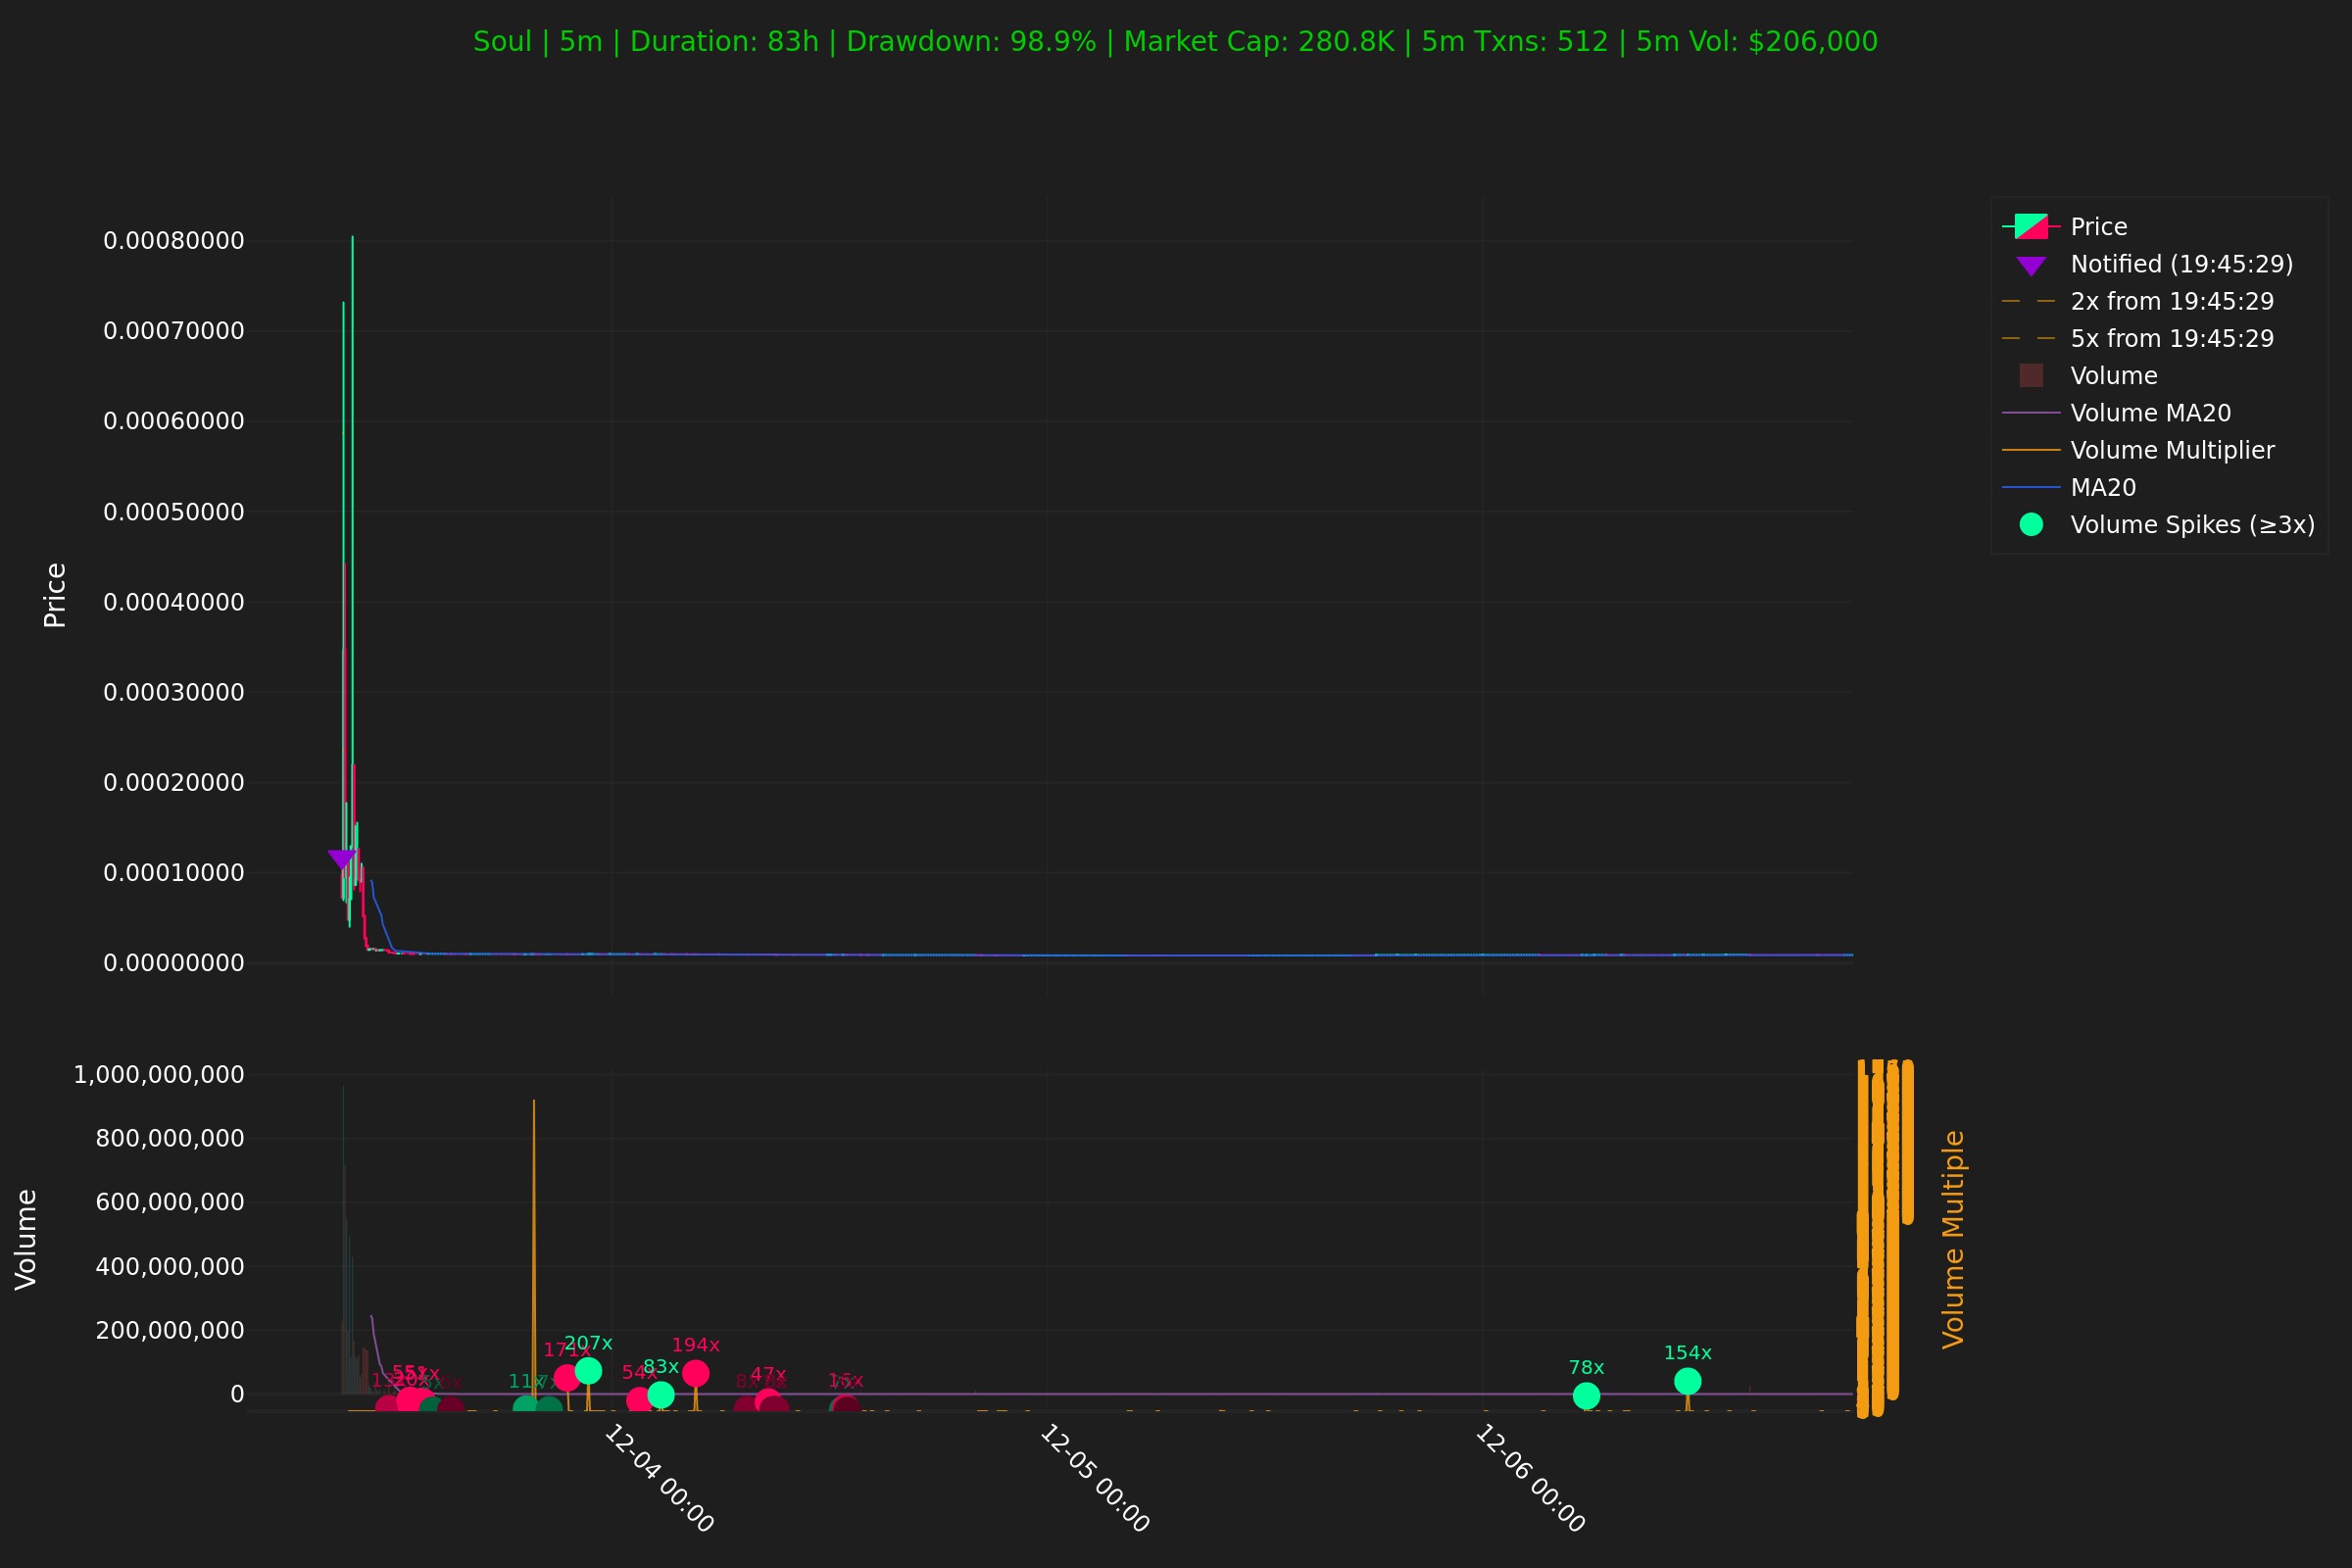 Soul | 5m | Duration: 83h | Drawdown: 98.9% | Market Cap: 280.8K | 5m Txns: 512 | 5m Vol: $206,000
Price
0.00080000
0.00070000
0.00060000
0.00050000
0.00040000
0.00030000
0.00020000
0.00010000
0.00000000
Price
Notified (19:45:29)
2x from 19:45:29
5x from 19:45:29
Volume
Volume MA20
Volume Multiplier
MA20
Volume Spikes (≥3x)
Volume
1,000,000,000
800,000,000
600,000,000
400,000,000
200,000,000
0
11x
171x
207x
54x
83x
194x
8x
47x
16x
78x
154x
Volume Multiple
12-04 00:00
12-05 00:00
12-06 00:00